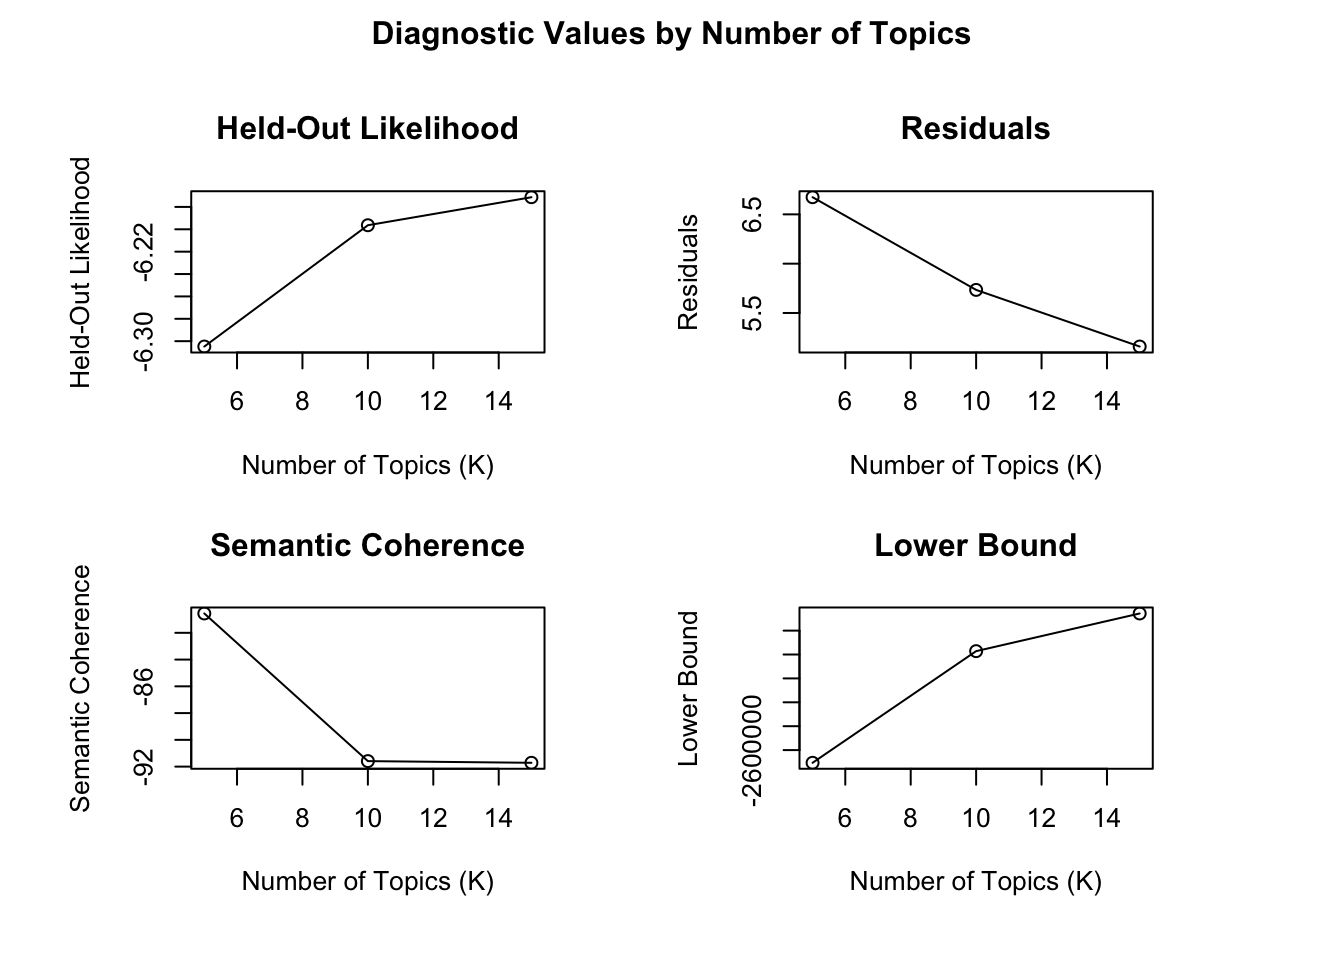 Diagnostic Values by Number of Topics
Held-Out Likelihood
Held-Out Likelihood
-6.22
-6.30
6 8 10 12 14
Number of Topics (K)
Residuals
Residuals
6.5
5.5
6 8 10 12 14
Number of Topics (K)
Semantic Coherence
Semantic Coherence
-86
-92
6 8 10 12 14
Number of Topics (K)
Lower Bound
Lower Bound
-2600000
6 8 10 12 14
Number of Topics (K)